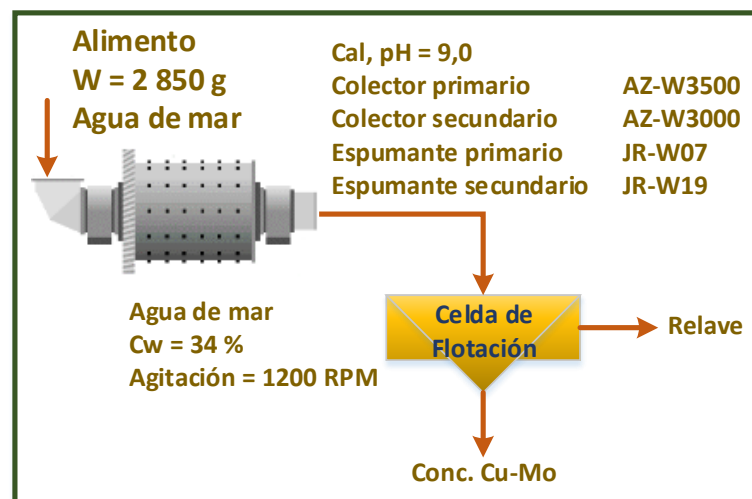 Alimento
W = 2 850 g
Agua de mar
Cal, pH = 9,0
Colector primario AZ-W3500
Colector secundario AZ-W3000
Espumante primario JR-W07
Espumante secundario JR-W19
Agua de mar
Cw = 34 %
Agitación = 1200 RPM
Celda de
Flotación
Relave
Conc. Cu-Mo